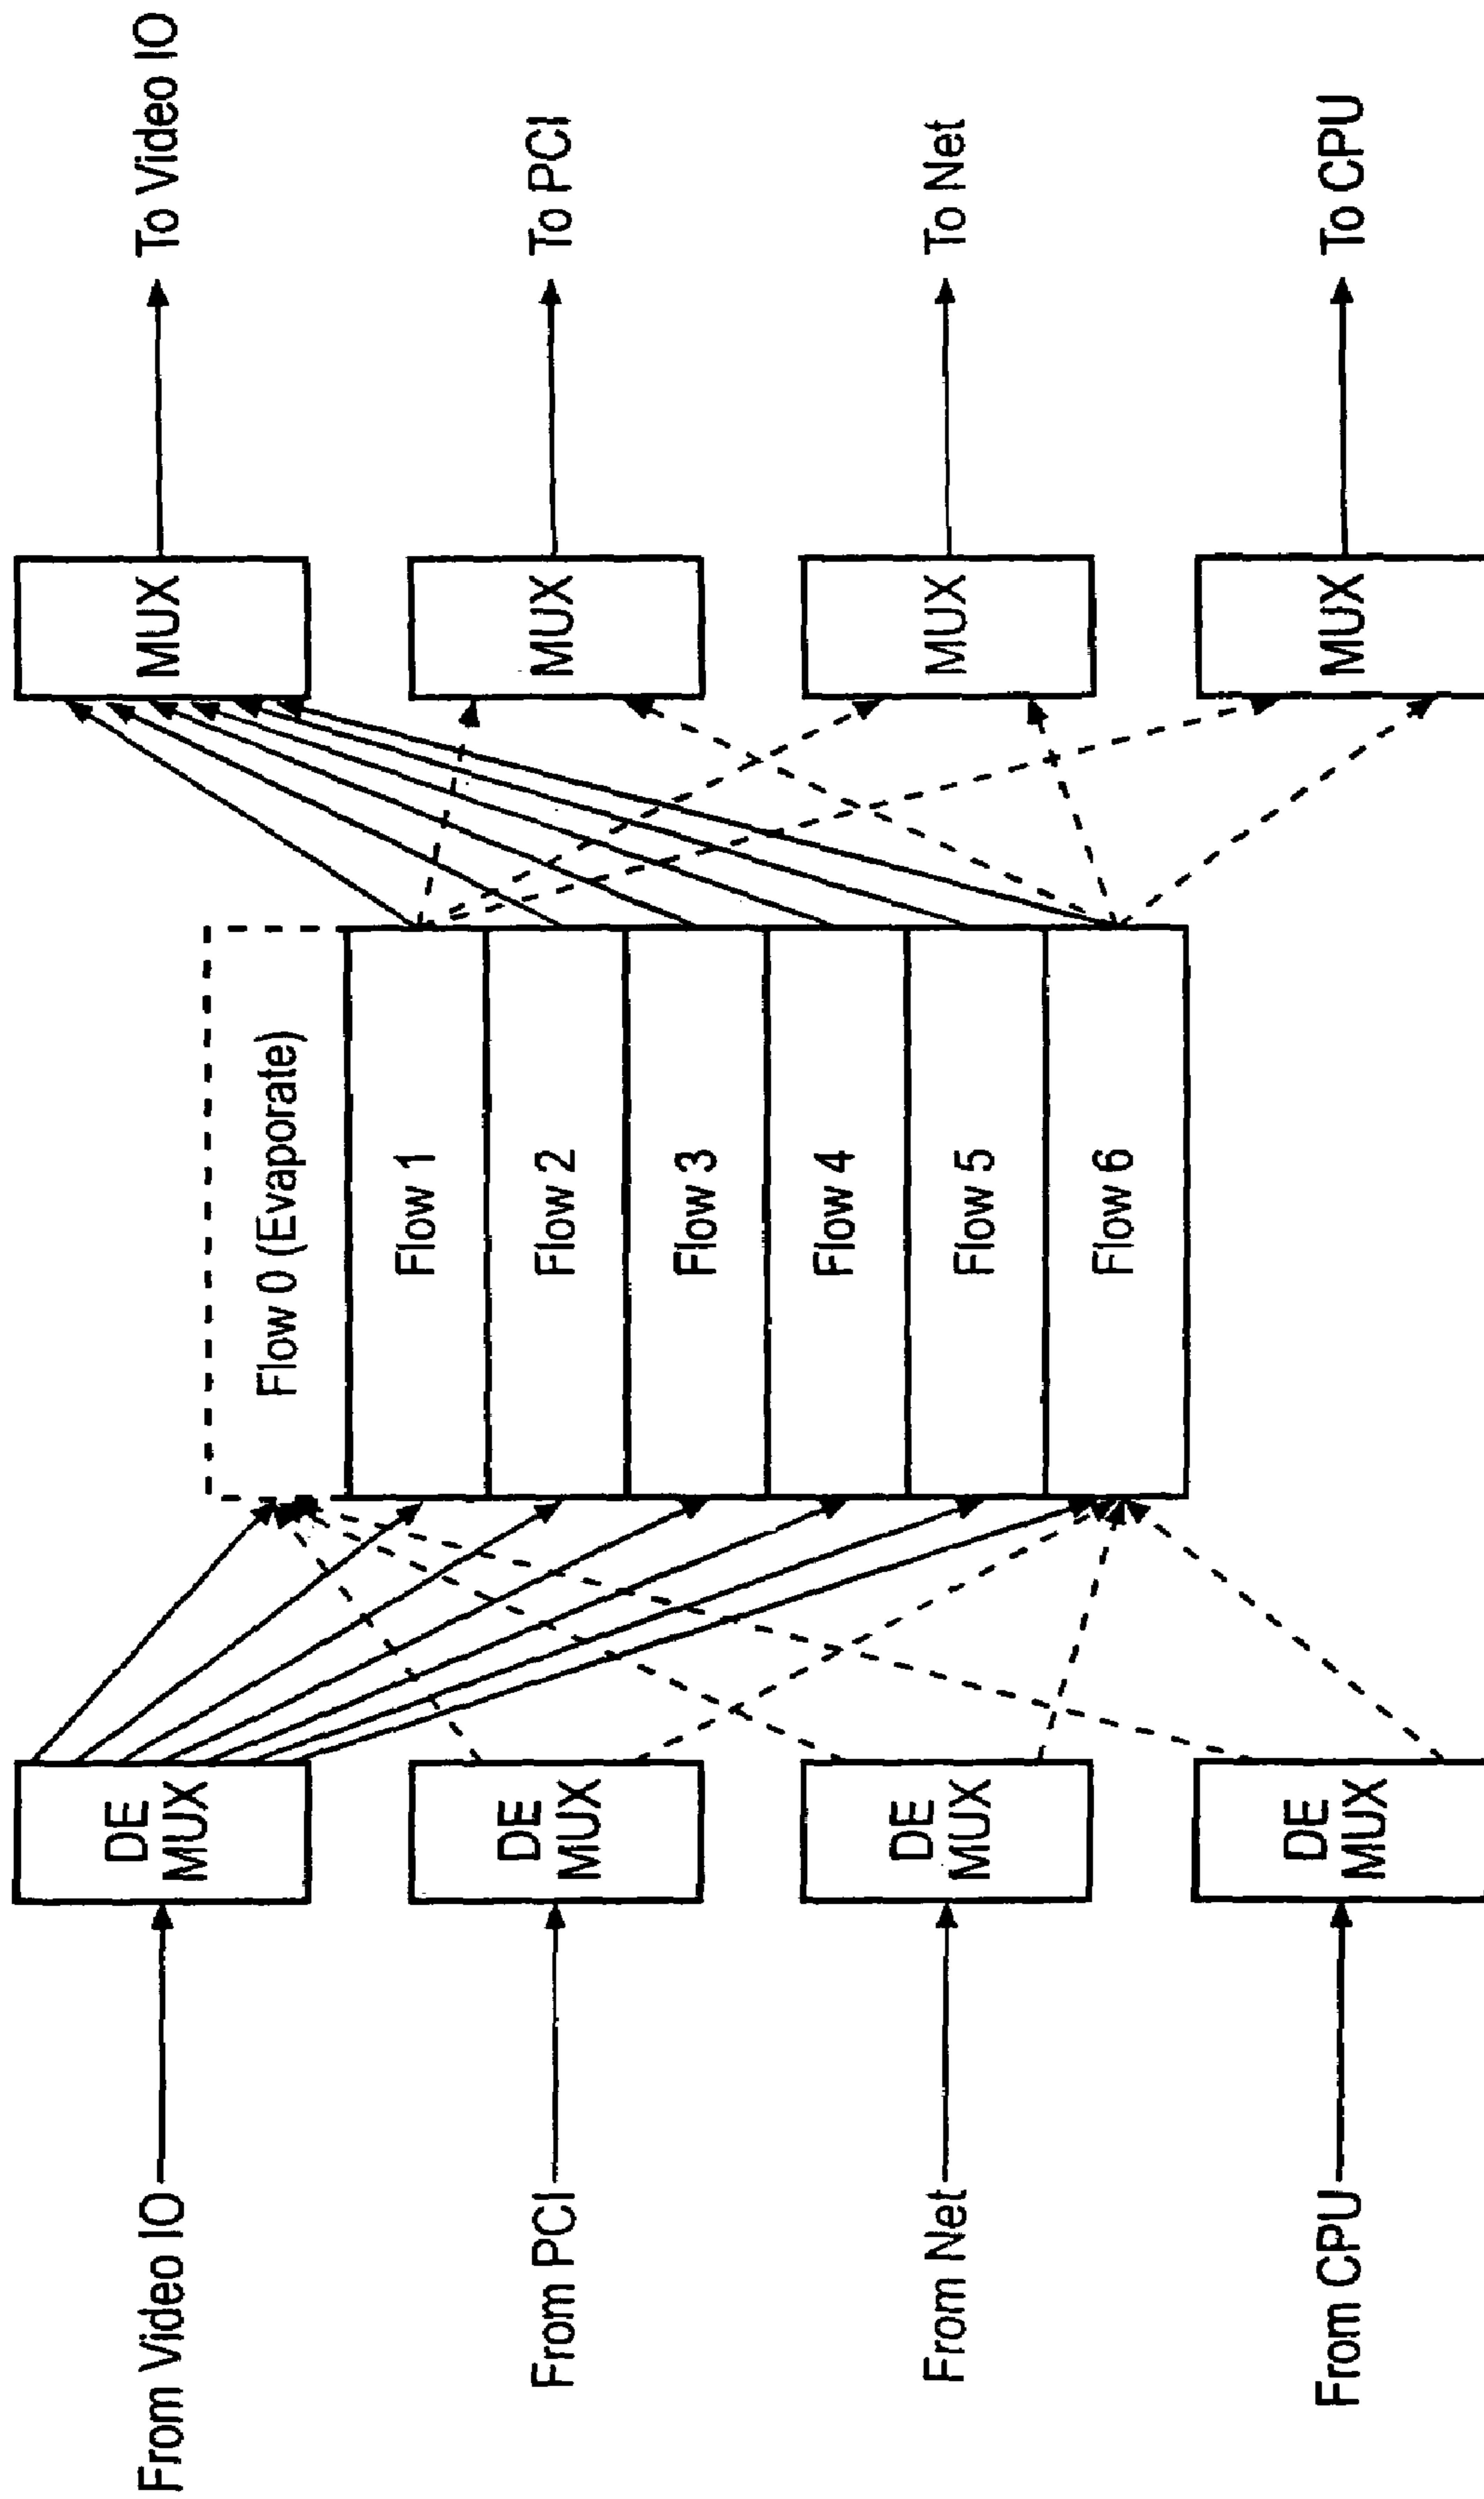 From Video IO
DE
MUX
From PCI
DE
MUX
From Net
DE
MUX
From CPU
DE
MUX
Flow 0 (Evaporate)
Flow 1
Flow 2
Flow 3
Flow 4
Flow 5
Flow 6
MUX
To Video IO
MUX
To PCI
MUX
To Net
MUX
To CPU